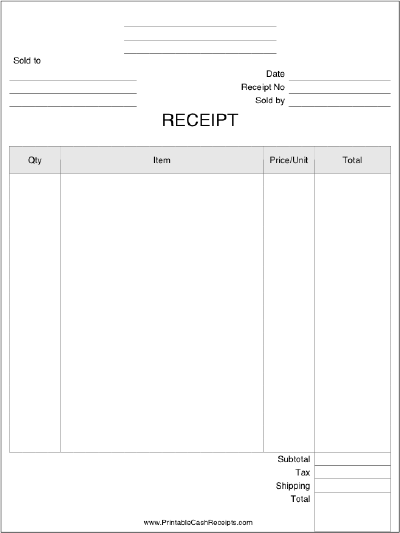 Sold to
Date
Receipt No
Sold by
RECEIPT
Qty Item Price/Unit Total
Subtotal
Tax
Shipping
Total
www.PrintableCashReceipts.com